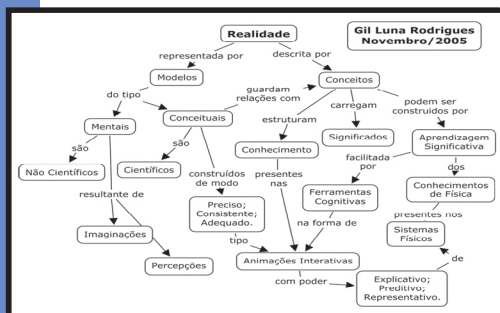 Realidade
Gil Luna Rodrigues
Novembro/2005
representada por
descrita por
Modelos
Conceitos
do tipo
guardam
relações com
carregam
podem ser
construidos por
Mentais
Conceituais
estruturam
Significados
Aprendizagem
Significativa
são
são
Conhecimento
facilitada
por
dos
Não Científicos
Científicos
construídos
de modo
presentes
nas
Ferramentas
Cognitivas
Conhecimentos
de Física
resultante de
Preciso;
Consistente;
Adequado.
na forma de
presentes nos
Imaginações
tipo
Sistemas
Físicos
Percepções
Animações Interativas
de
com poder
Explicativo;
Preditivo;
Representativo.